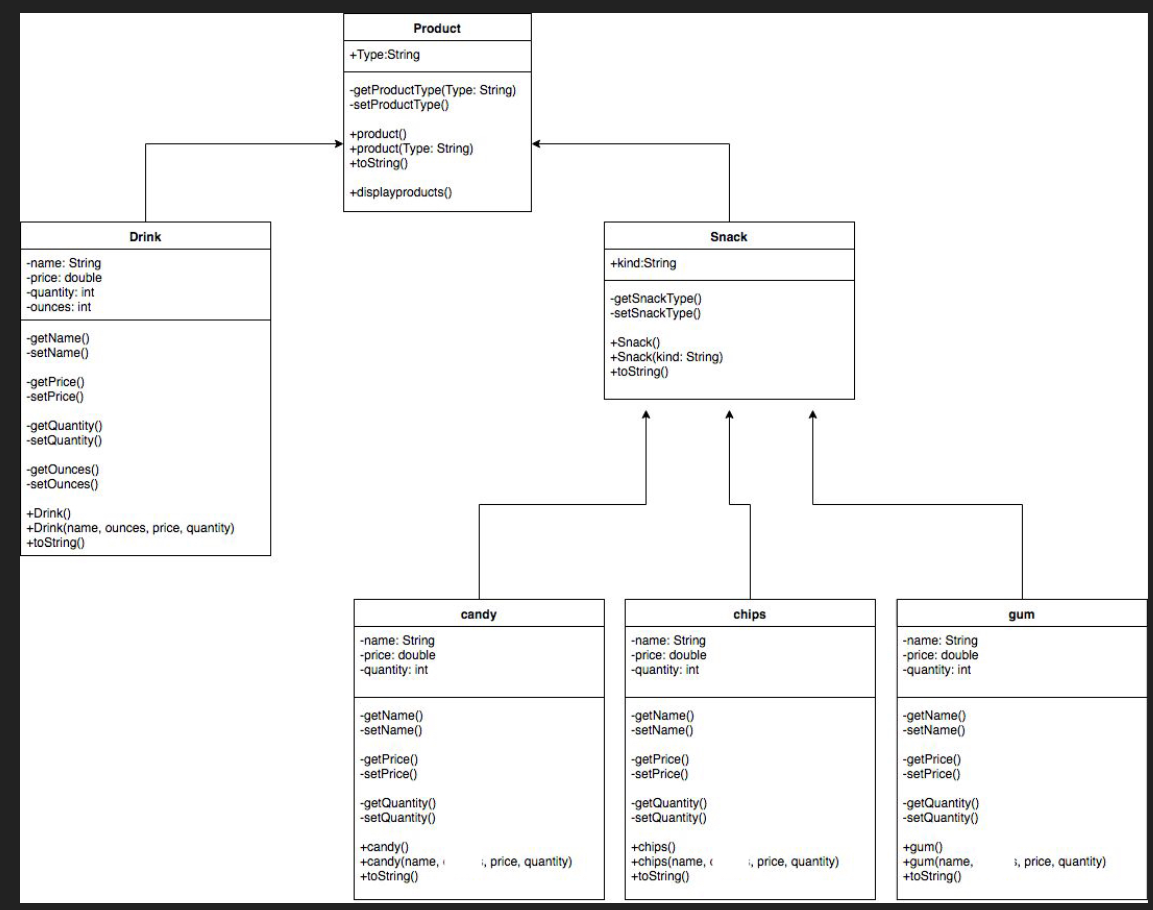 Product
+Type:String
-getProductType(Type: String)
-setProductType()
+product()
+product(Type: String)
+toString()
+displayproducts()
Drink
-name: String
-price: double
-quantity: int
-ounces: int
-getName()
-setName()
-getPrice()
-setPrice()
-getQuantity()
-setQuantity()
-getOunces()
-setOunces()
+Drink()
+Drink(name, ounces, price, quantity)
+toString()
Snack
+kind:String
-getSnackType()
-setSnackType()
+Snack()
+Snack(kind: String)
+toString()
candy
-name: String
-price: double
-quantity: int
-getName()
-setName()
-getPrice()
-setPrice()
-getQuantity()
-setQuantity()
+candy()
+candy(name, , price, quantity)
+toString()
chips
-name: String
-price: double
-quantity: int
-getName()
-setName()
-getPrice()
-setPrice()
-getQuantity()
-setQuantity()
+chips()
+chips(name, , price, quantity)
+toString()
gum
-name: String
-price: double
-quantity: int
-getName()
-setName()
-getPrice()
-setPrice()
-getQuantity()
-setQuantity()
+gum()
+gum(name, , price, quantity)
+toString()